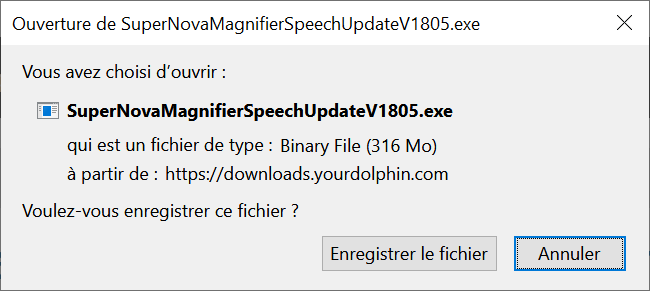 Ouverture de SuperNovaMagnifierSpeechUpdateV1805.exe
Vous avez choisi d’ouvrir :
SuperNovaMagnifierSpeechUpdateV1805.exe
qui est un fichier de type : Binary File (316 Mo)
à partir de : https://downloads.yourdolphin.com
Voulez-vous enregistrer ce fichier ?
Enregistrer le fichier Annuler